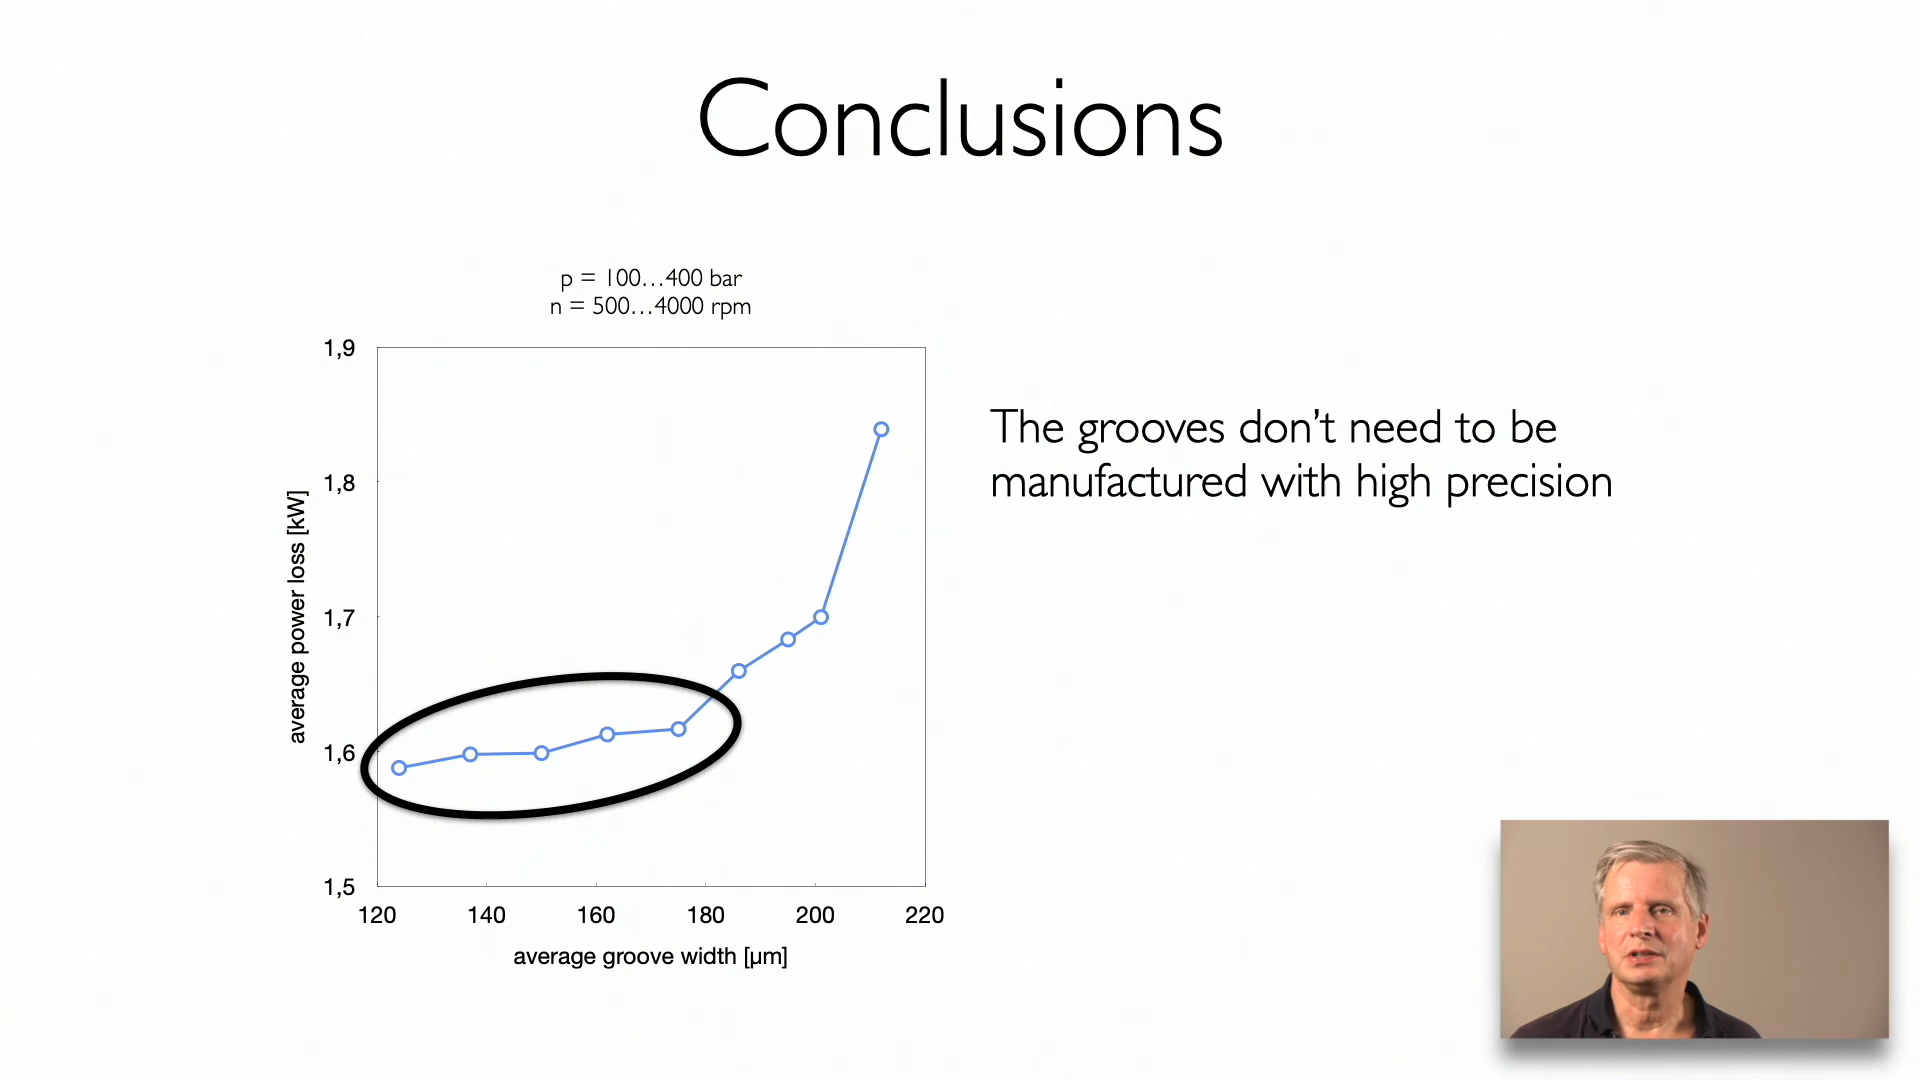 Conclusions
p = 100…400 bar
n = 500…4000 rpm
The grooves don’t need to be
manufactured with high precision
average power loss [kW]
1,9
1,8
1,7
1,6
1,5
120 140 160 180 200 220
average groove width [µm]